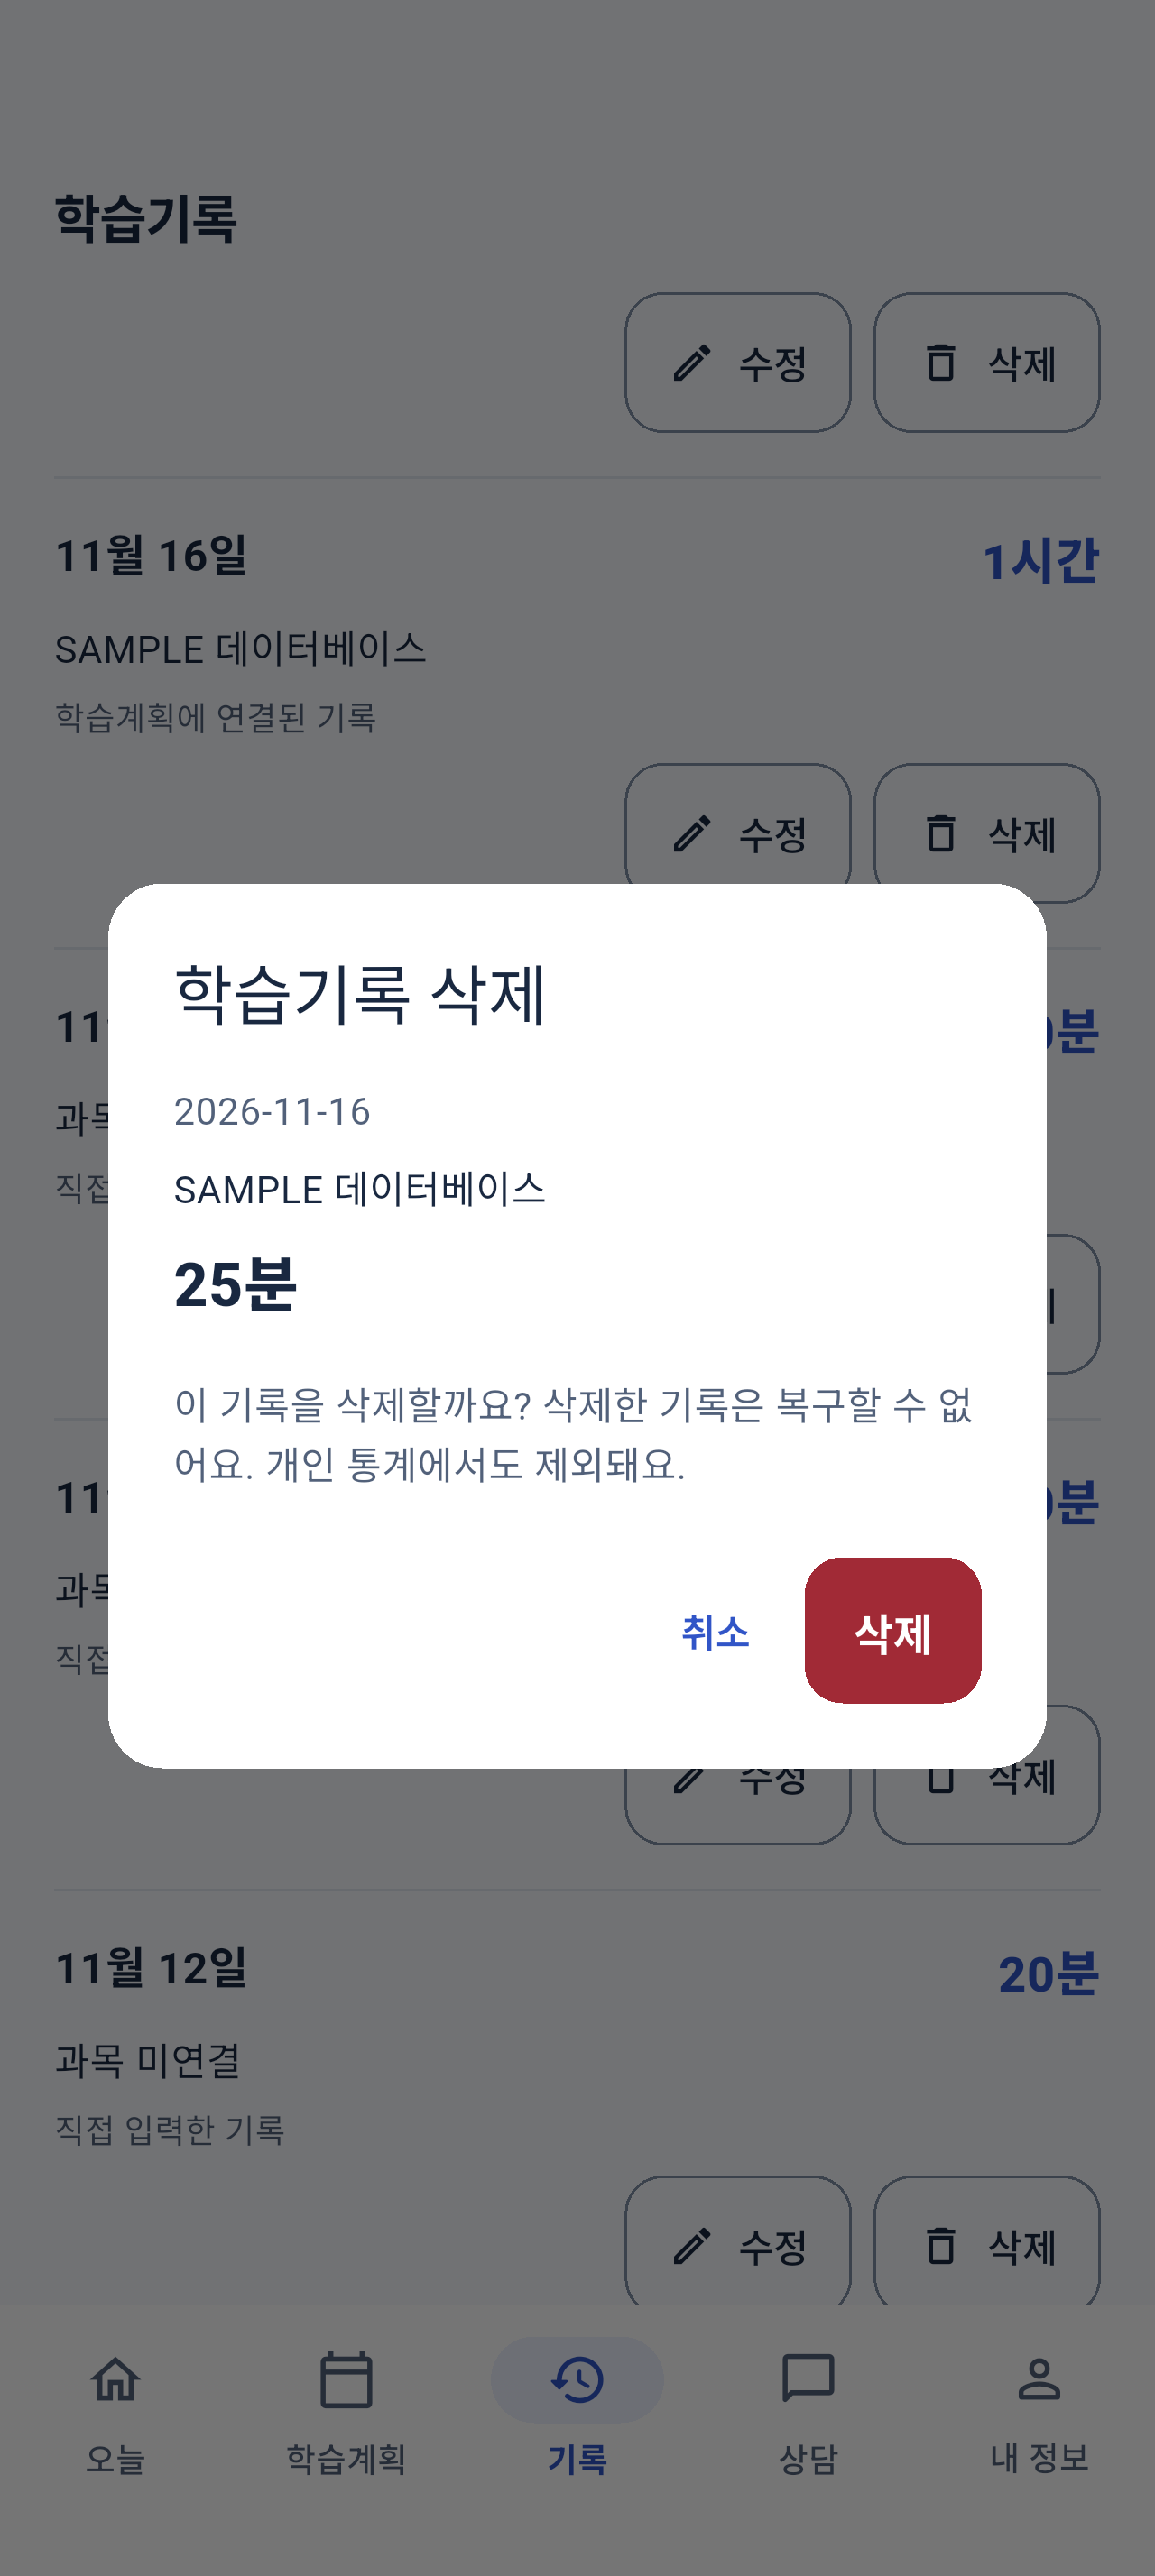 학습기록
수정
삭제
11월 16일
1시간
SAMPLE 데이터베이스
학습계획에 연결된 기록
수정
삭제
학습기록 삭제
2026-11-16
SAMPLE 데이터베이스
25분
이 기록을 삭제할까요? 삭제한 기록은 복구할 수 없
어요. 개인 통계에서도 제외돼요.
취소
삭제
수정
삭제
11월 12일
20분
과목 미연결
직접 입력한 기록
수정
삭제
오늘
학습계획
기록
상담
내 정보